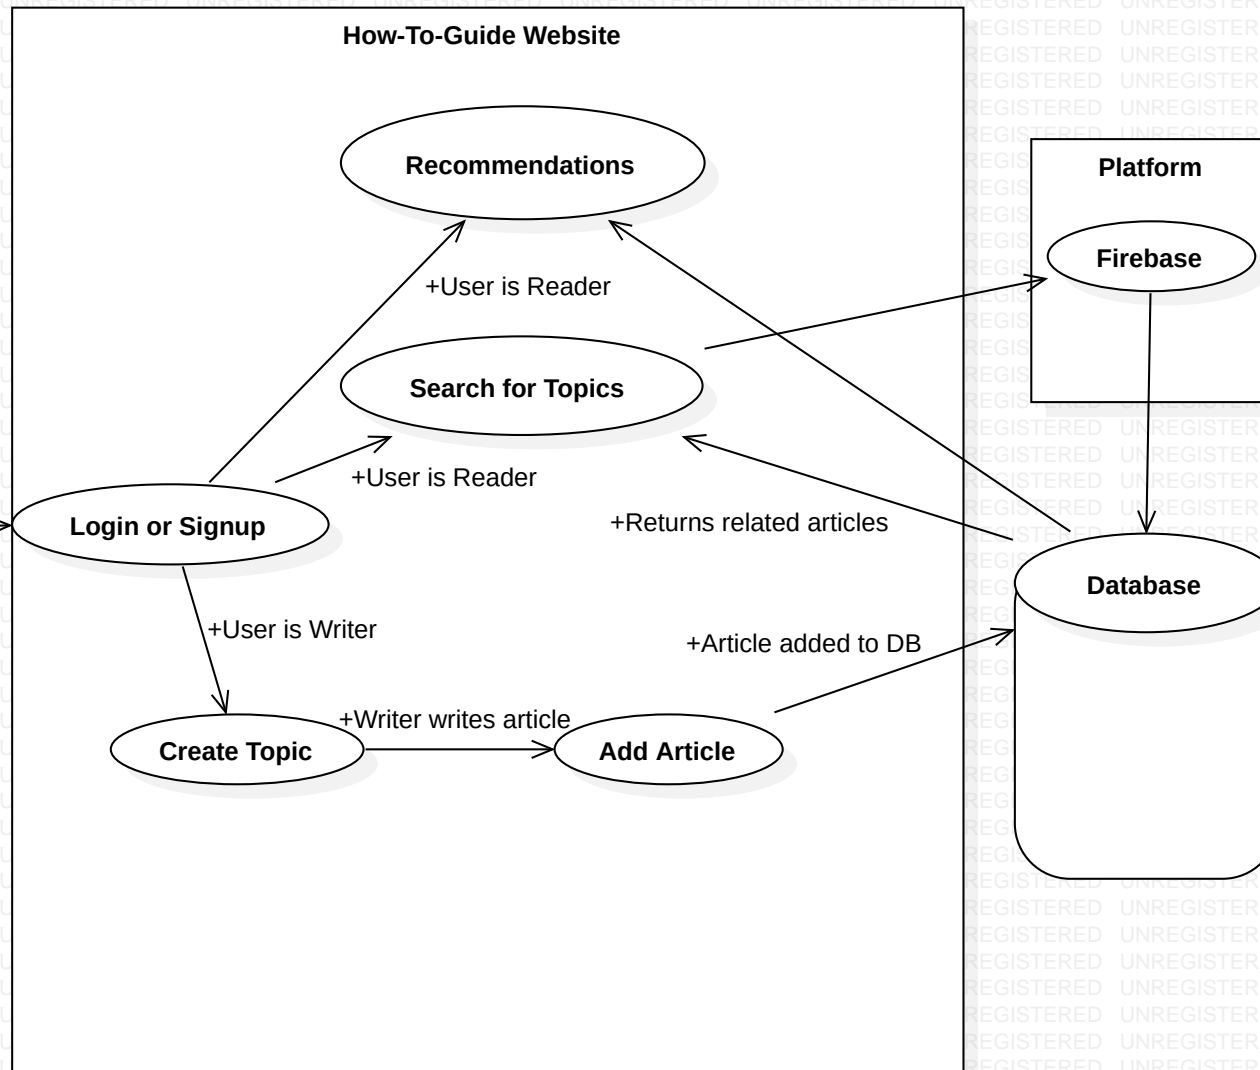 How-To-Guide Website
Recommendations
Platform
Firebase
+User is Reader
Search for Topics
+User is Reader
Login or Signup
+Returns related articles
Database
+User is Writer
+Article added to DB
+Writer writes article
Create Topic
Add Article
UNREGISTERED